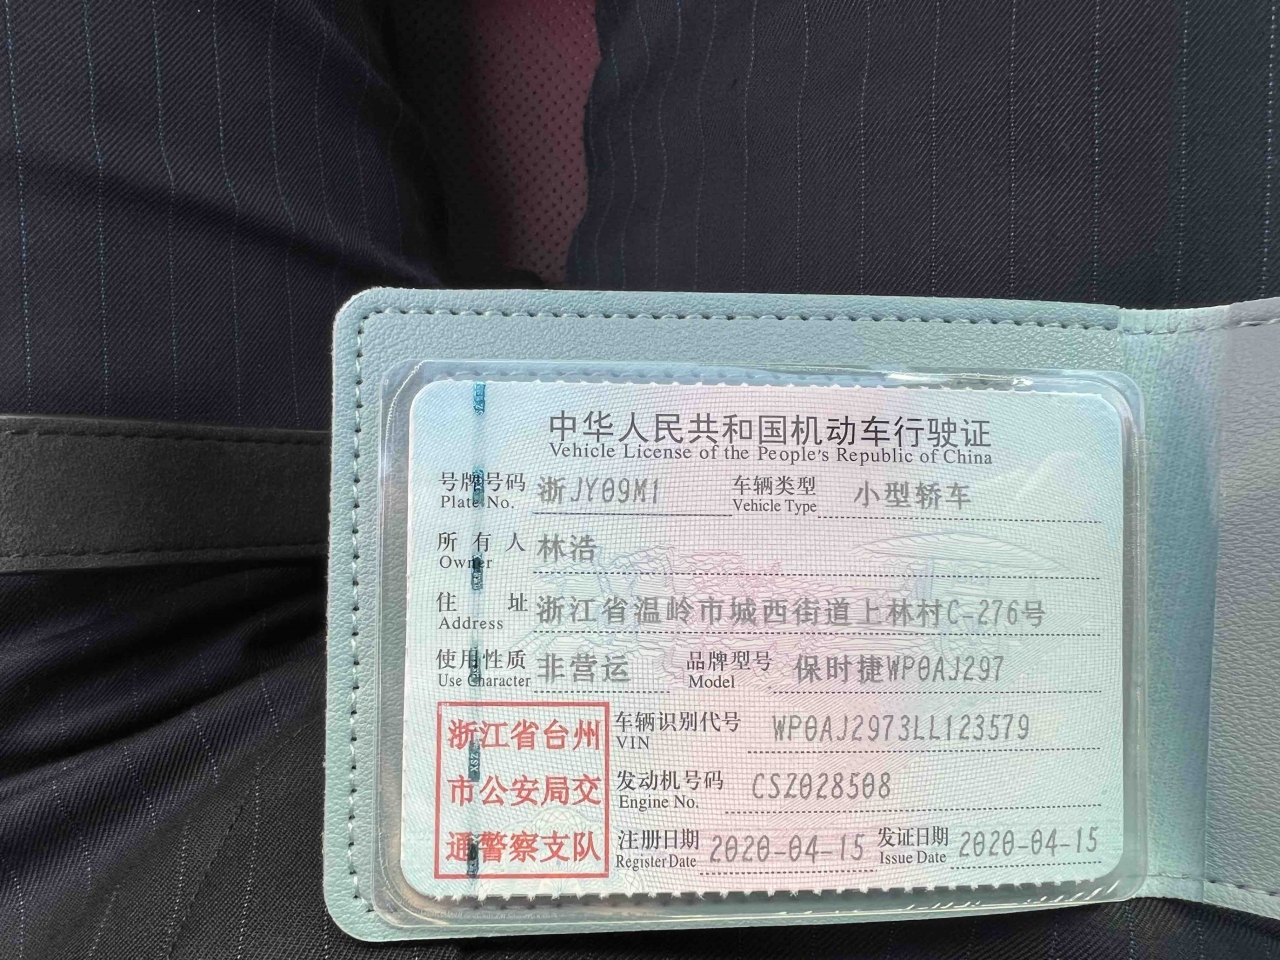 中华人民共和国机动车行驶证
Vehicle License of the People's Republic of China
号牌号码 浙JY09M1 车辆类型 小型轿车
Plate No. Vehicle Type
所有人 林浩
Owner
住址 浙江省温岭市城西街道上林村C-276号
Address
使用性质 非营运 品牌型号 保时捷WP0AJ297
Use Character Model
浙江省台州
市公安局交
通警察支队
车辆识别代号 WP0AJ2973LL123579
VIN
发动机号码 CSZ028508
Engine No.
注册日期 2020-04-15 发证日期 2020-04-15
Register Date Issue Date